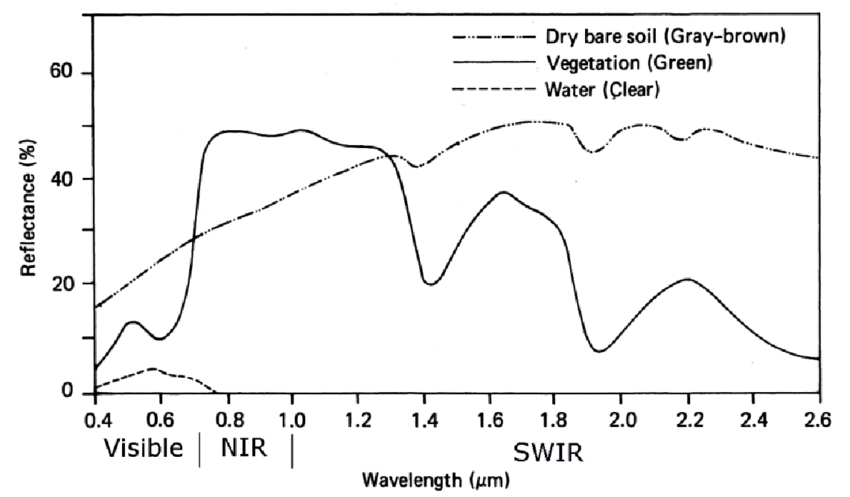 Dry bare soil (Gray-brown)
Vegetation (Green)
Water (Clear)
Reflectance (%)
60
40
20
0
0.4 0.6 0.8 1.0 1.2 1.4 1.6 1.8 2.0 2.2 2.4 2.6
Visible NIR SWIR
Wavelength (μm)